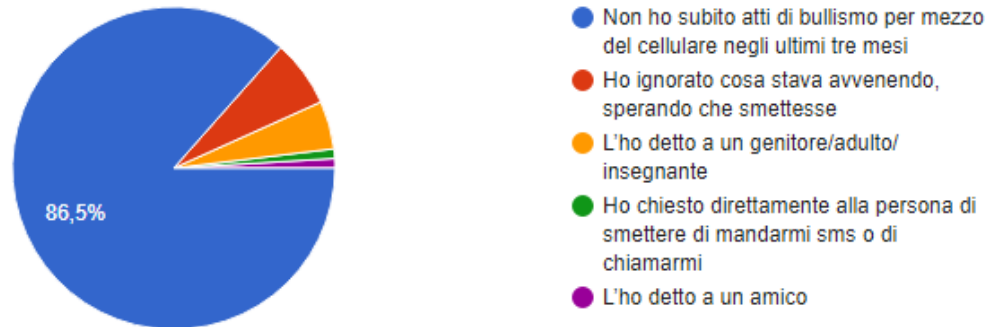 86,5%
Non ho subito atti di bullismo per mezzo
del cellulare negli ultimi tre mesi
Ho ignorato cosa stava avvenendo,
sperando che smettesse
L'ho detto a un genitore/adulto/
insegnante
Ho chiesto direttamente alla persona di
smettere di mandarmi sms o di
chiamarmi
L'ho detto a un amico